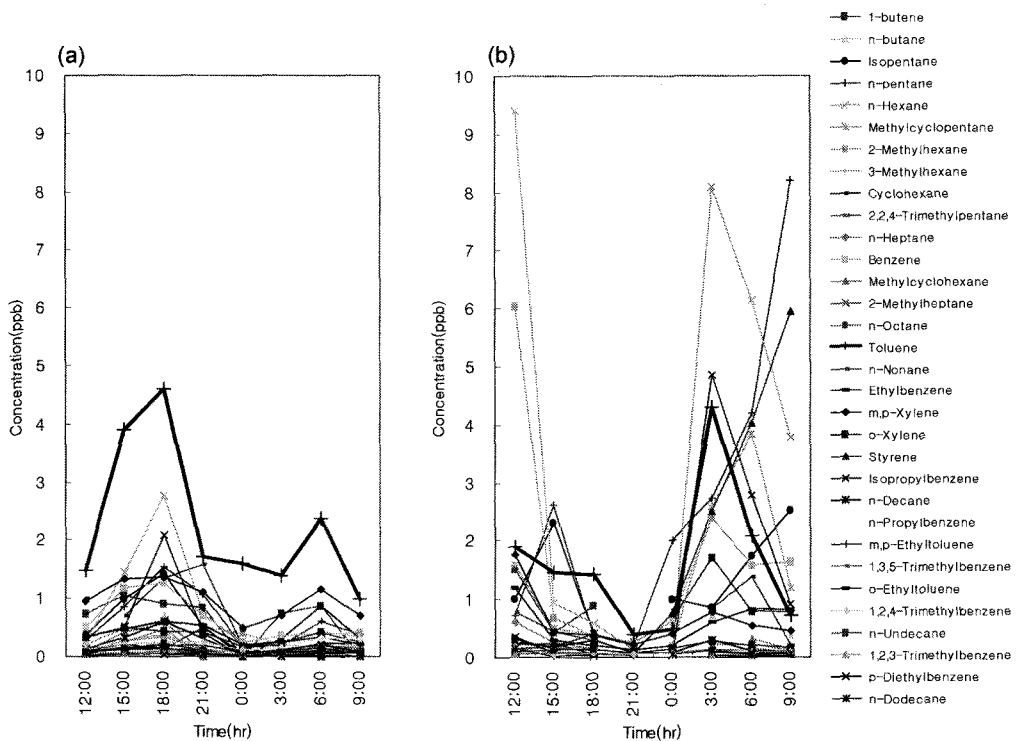 (a)
Concentration(ppb)
10
9
8
7
6
5
4
3
2
1
0
12:00
15:00
18:00
21:00
0:00
3:00
6:00
9:00
Time(hr)
(b)
Concentration(ppb)
10
9
8
7
6
5
4
3
2
1
0
12:00
15:00
18:00
21:00
0:00
3:00
6:00
9:00
Time(hr)
1-butene
n-butane
Isopentane
n-pentane
n-Hexane
Methylcyclopentane
2-Methylhexane
3-Methylhexane
Cyclohexane
2,2,4-Trimethylpentane
n-Heptane
Benzene
Methylcyclohexane
2-Methylheptane
n-Octane
Toluene
n-Nonane
Ethylbenzene
m,p-Xylene
o-Xylene
Styrene
Isopropylbenzene
n-Decane
n-Propylbenzene
m,p-Ethyltoluene
1,3,5-Trimethylbenzene
o-Ethyltoluene
1,2,4-Trimethylbenzene
n-Undecane
1,2,3-Trimethylbenzene
p-Diethylbenzene
n-Dodecane